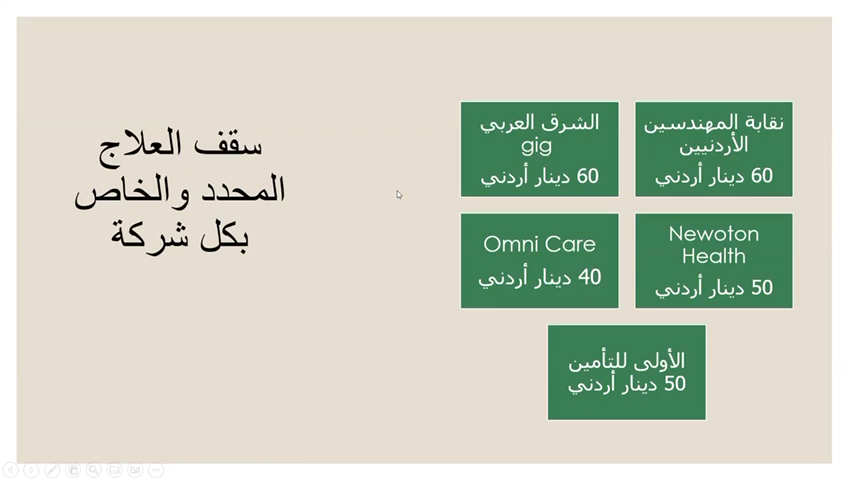 سقف العلاج
المحدد والخاص
بكل شركة
نقابة المهندسين
الأردنيين
60 دينار أردني
الشرق العربي
gig
60 دينار أردني
Newoton
Health
50 دينار أردني
Omni Care
40 دينار أردني
الأولى للتأمين
50 دينار أردني